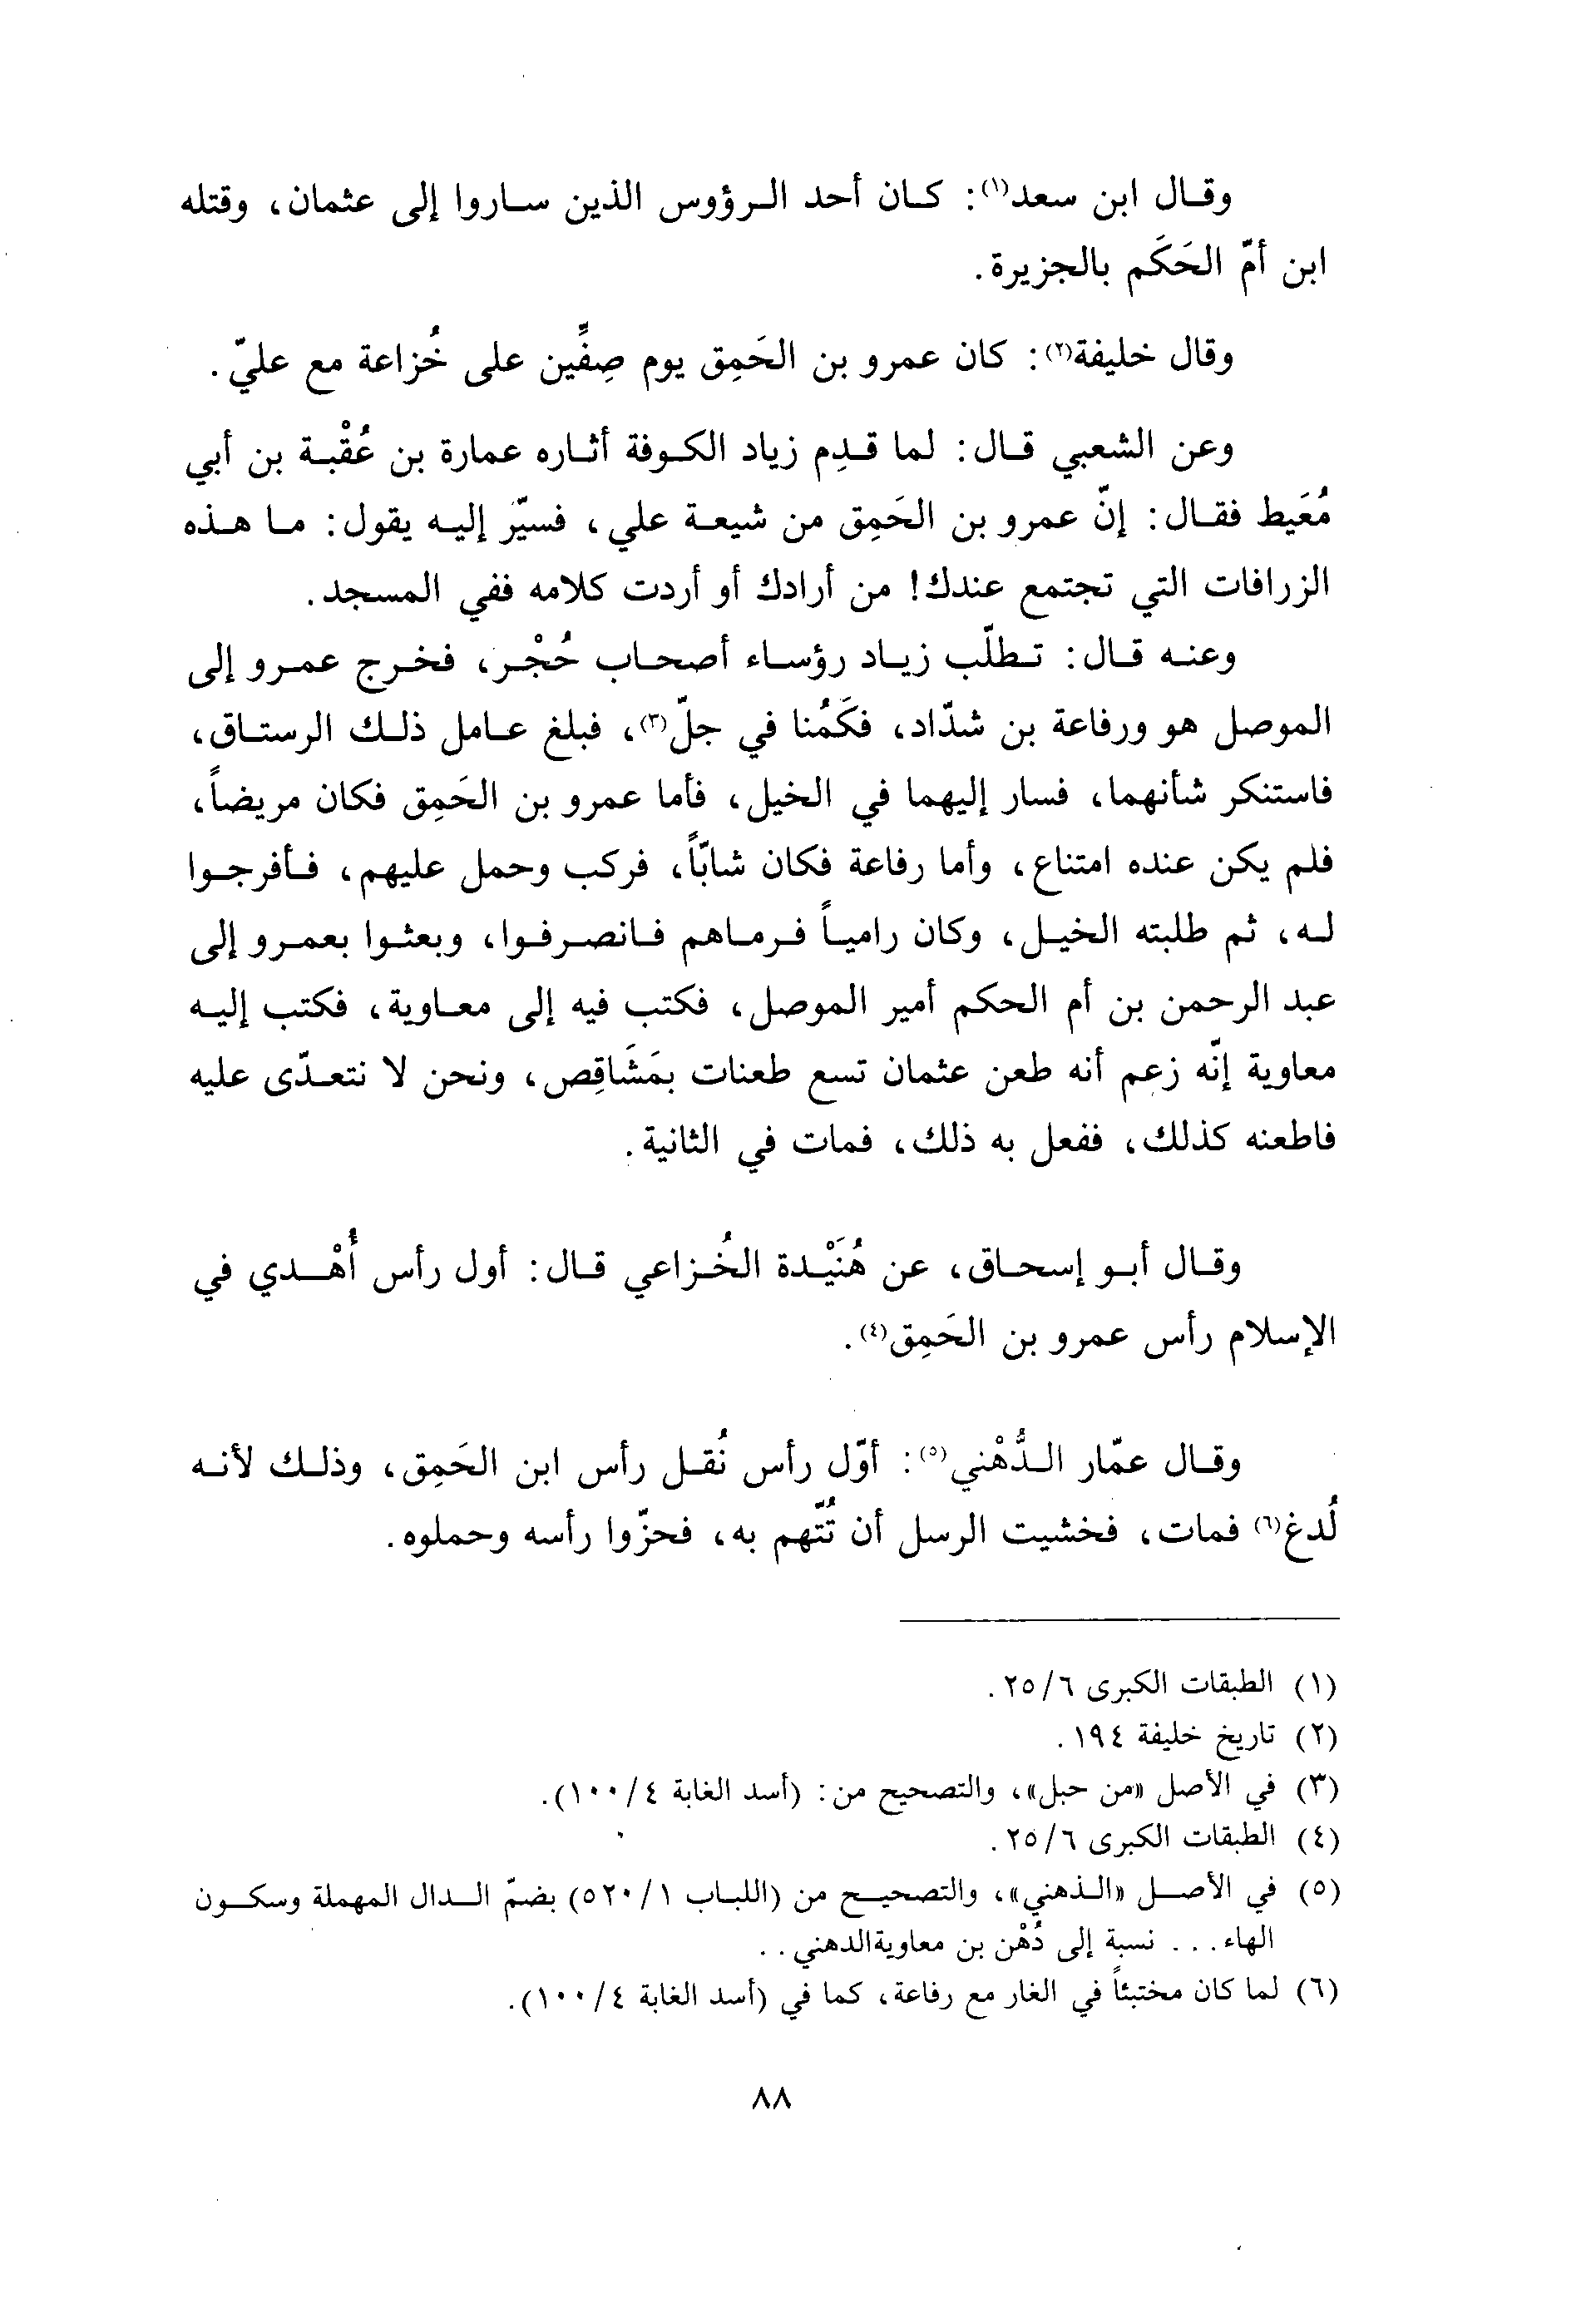 وقال ابن سعد(١): كان أحد الرؤوس الذين ساروا إلى عثمان، وقتله
ابن أمّ الحَكَم بالجزيرة.
وقال خليفة(٢): كان عمرو بن الحَمِق يوم صِفِّين على خُزاعة مع عليّ.
وعن الشعبي قال: لما قدِم زياد الكوفة أثاره عمارة بن عُقْبة بن أبي
مُعَيط فقال: إنّ عمرو بن الحَمِق من شيعة علي، فسيّر إليه يقول: ما هذه
الزرافات التي تجتمع عندك! من أرادك أو أردت كلامه ففي المسجد.
وعنه قال: تطلّب زياد رؤساء أصحاب حُجْر، فخرج عمرو إلى
الموصل هو ورفاعة بن شدّاد، فكَمُنا في جلّ(٣)، فبلغ عامل ذلك الرستاق،
فاستنكر شأنهما، فسار إليهما في الخيل، فأما عمرو بن الحَمِق فكان مريضاً،
فلم يكن عنده امتناع، وأما رفاعة فكان شابّاً، فركب وحمل عليهم، فأفرجوا
له، ثم طلبته الخيل، وكان رامياً فرماهم فانصرفوا، وبعثوا بعمرو إلى
عبد الرحمن بن أم الحكم أمير الموصل، فكتب فيه إلى معاوية، فكتب إليه
معاوية إنّه زعم أنه طعن عثمان تسع طعنات بمَشَاقِص، ونحن لا نتعدّى عليه
فاطعنه كذلك، ففعل به ذلك، فمات في الثانية.
وقال أبو إسحاق، عن هُنَيْدة الخُزاعي قال: أول رأس أُهْدي في
الإسلام رأس عمرو بن الحَمِق(٤).
وقال عمّار الدُّهْني(٥): أوّل رأس نُقل رأس ابن الحَمِق، وذلك لأنه
لُدغ(٦) فمات، فخشيت الرسل أن تُتّهم به، فحزّوا رأسه وحملوه.
(١) الطبقات الكبرى ٢٥/٦.
(٢) تاريخ خليفة ١٩٤.
(٣) في الأصل «من حبل»، والتصحيح من: (أسد الغابة ١٠٠/٤).
(٤) الطبقات الكبرى ٢٥/٦.
(٥) في الأصل «الذهني»، والتصحيح من (اللباب ٥٢٠/١) بضمّ الدال المهملة وسكون
الهاء... نسبة إلى دُهْن بن معاويةالدهني..
(٦) لما كان مختبئاً في الغار مع رفاعة، كما في (أسد الغابة ١٠٠/٤).
٨٨